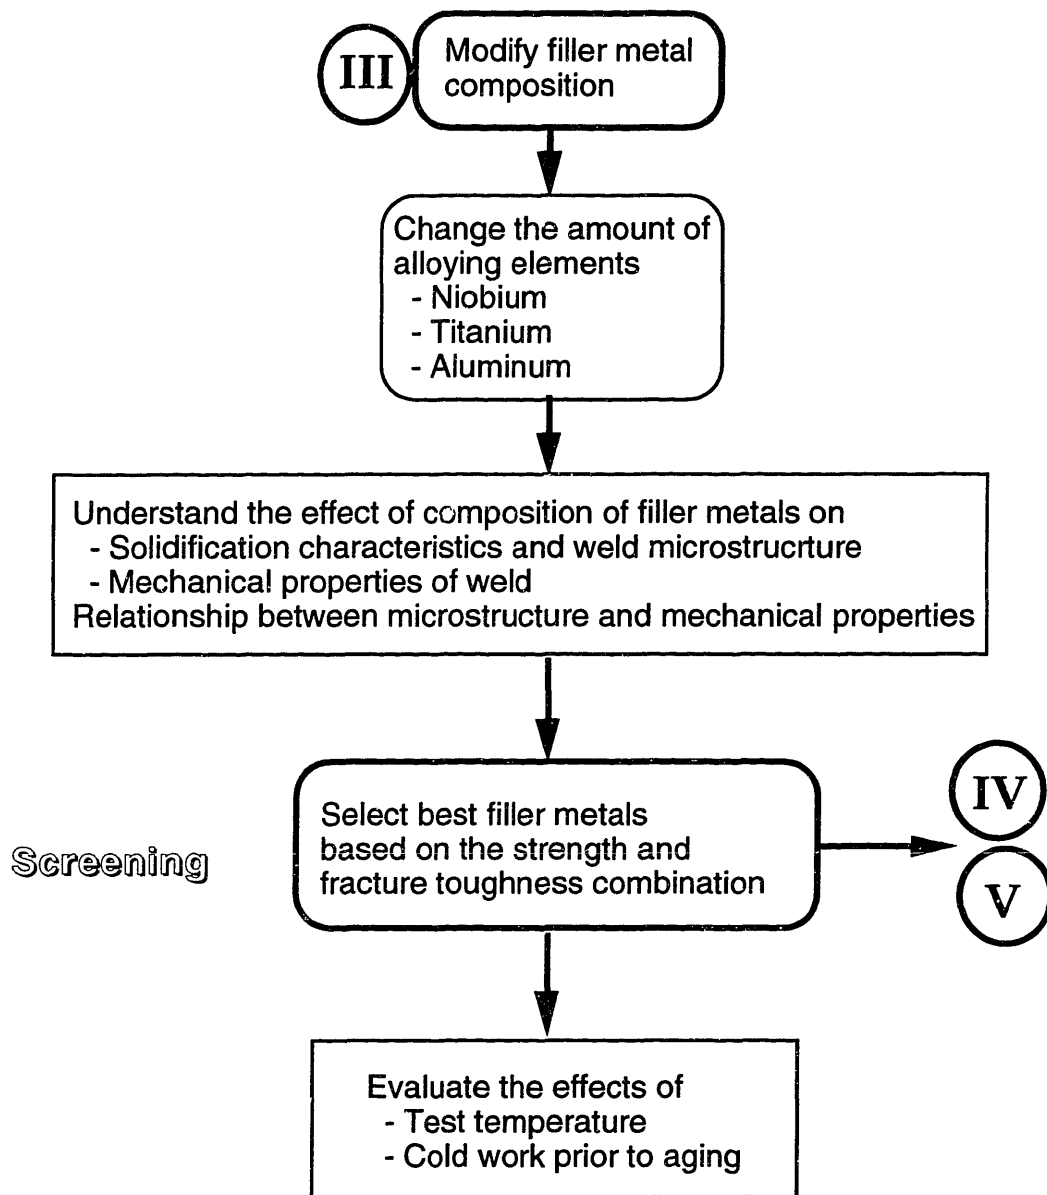 III
Modify filler metal
composition
Change the amount of
alloying elements
- Niobium
- Titanium
- Aluminum
Understand the effect of composition of filler metals on
- Solidification characteristics and weld microstrucrture
- Mechanical properties of weld
Relationship between microstructure and mechanical properties
Screening
Select best filler metals
based on the strength and
fracture toughness combination
IV
V
Evaluate the effects of
- Test temperature
- Cold work prior to aging